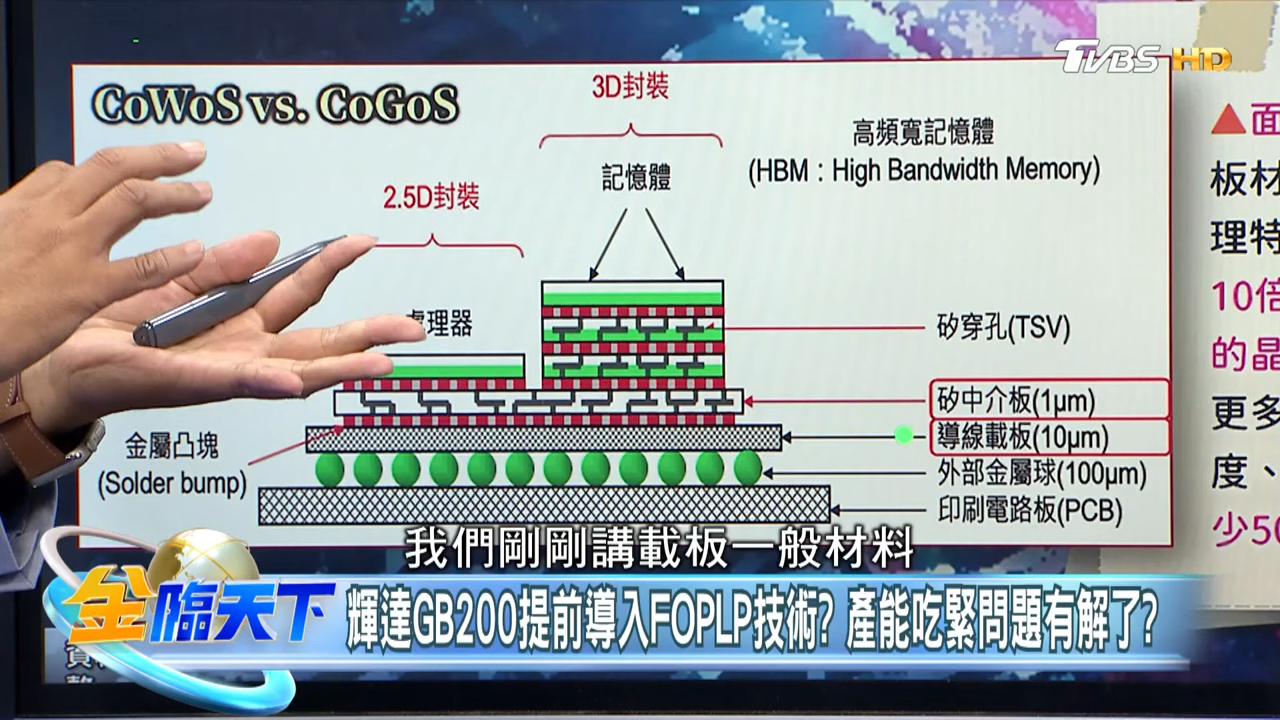 TVBS HD
CoWoS vs. CoGoS
3D封裝
高頻寬記憶體
(HBM：High Bandwidth Memory)
記憶體
2.5D封裝
處理器
矽穿孔(TSV)
矽中介板(1μm)
導線載板(10μm)
外部金屬球(100μm)
印刷電路板(PCB)
金屬凸塊
(Solder bump)
▲面
板材
理特
10倍
的晶
更多
度、
少50
我們剛剛講載板一般材料
金臨天下
輝達GB200提前導入FOPLP技術? 產能吃緊問題有解了?